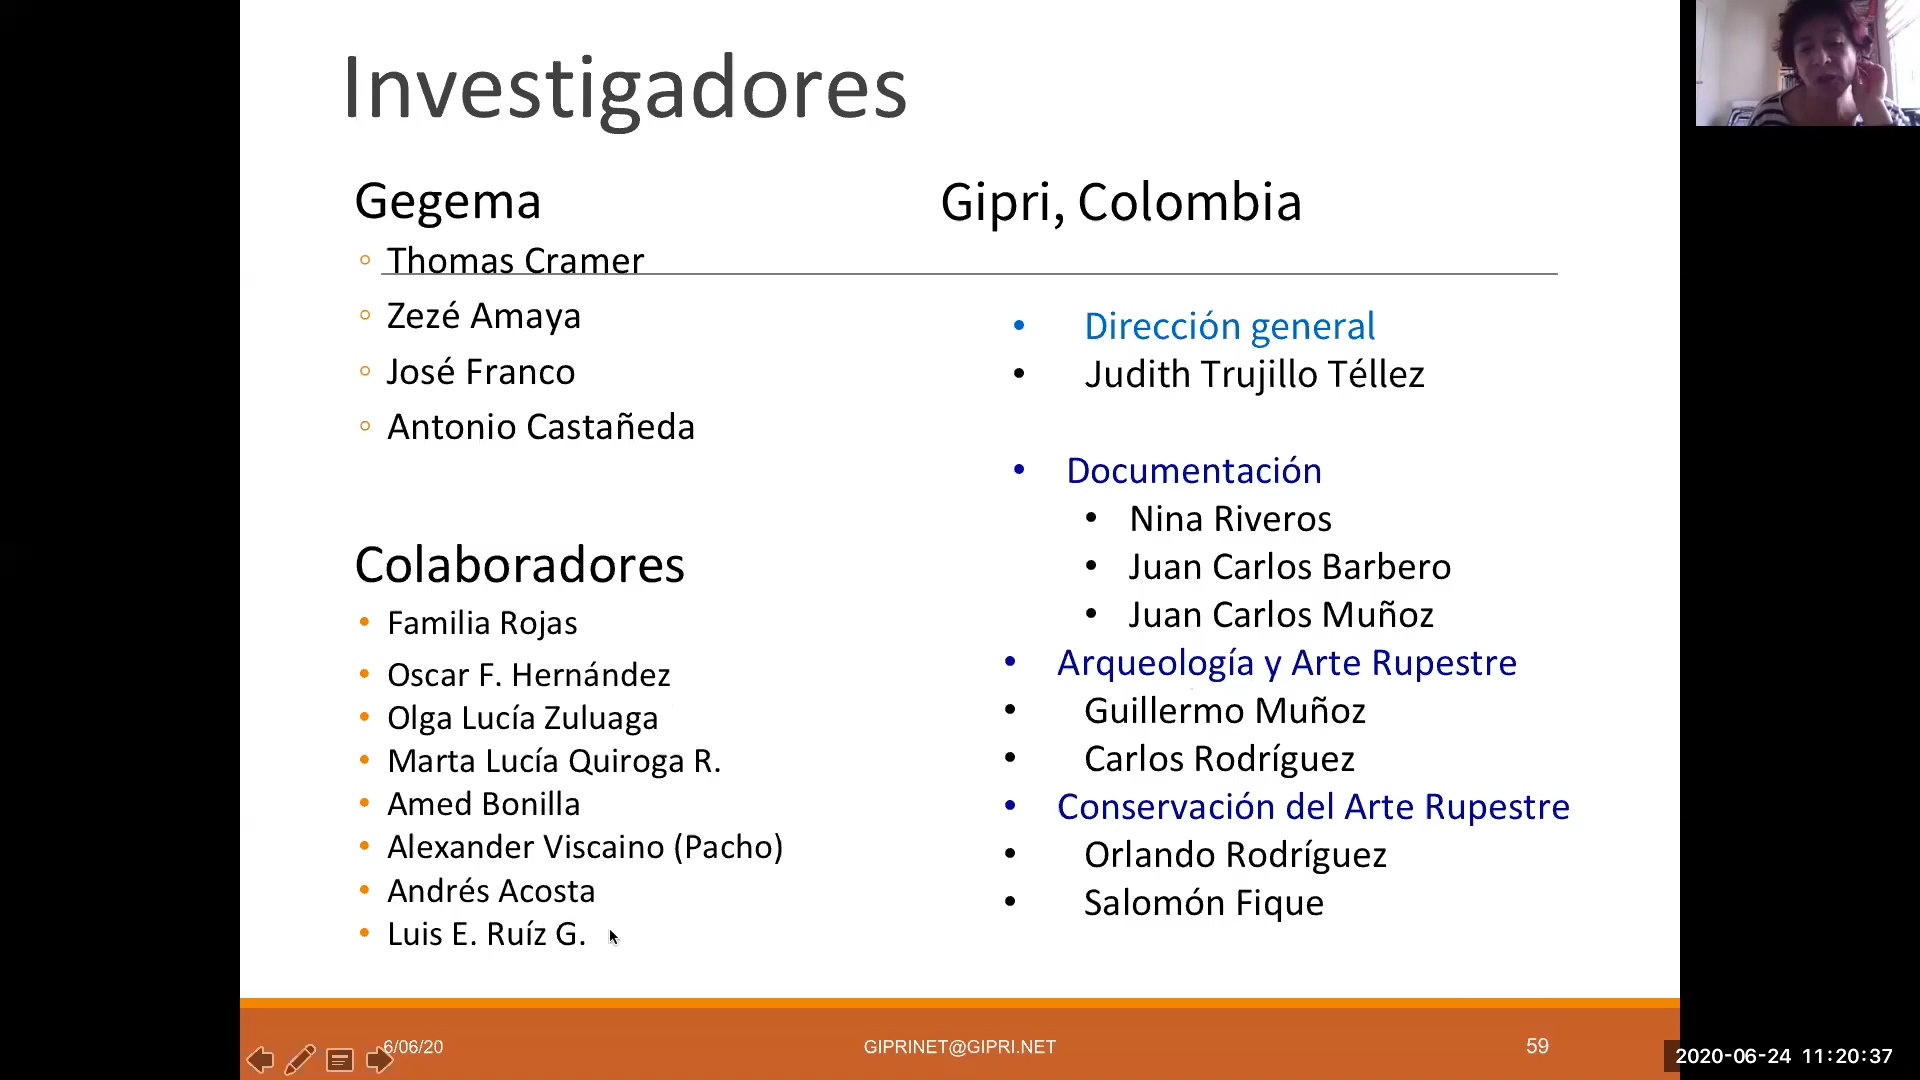 Investigadores
Gegema
Thomas Cramer
Zezé Amaya
José Franco
Antonio Castañeda
Colaboradores
Familia Rojas
Oscar F. Hernández
Olga Lucía Zuluaga
Marta Lucía Quiroga R.
Amed Bonilla
Alexander Viscaino (Pacho)
Andrés Acosta
Luis E. Ruíz G.
Gipri, Colombia
Dirección general
Judith Trujillo Téllez
Documentación
Nina Riveros
Juan Carlos Barbero
Juan Carlos Muñoz
Arqueología y Arte Rupestre
Guillermo Muñoz
Carlos Rodríguez
Conservación del Arte Rupestre
Orlando Rodríguez
Salomón Fique
6/06/20
GIPRINET@GIPRI.NET
59
2020-06-24 11:20:37